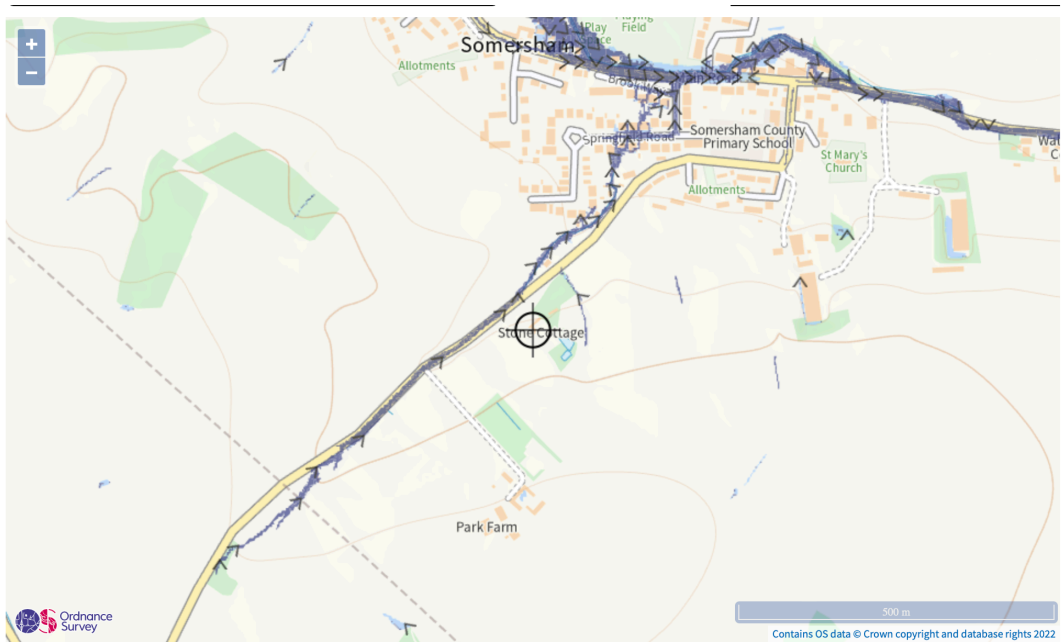 +
−
Somersham
Play
Field
Allotments
Springfield Road
Somersham County
Primary School
St Mary's
Church
Allotments
Stone Cottage
Park Farm
Ordnance
Survey
500 m
Contains OS data © Crown copyright and database rights 2022